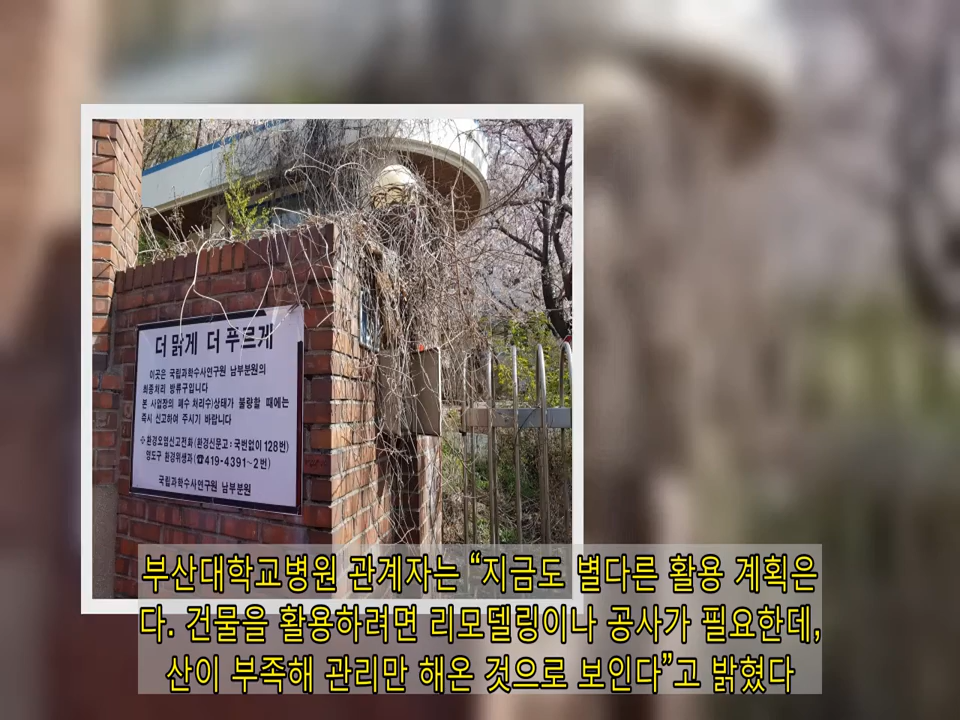 더 맑게 더 푸르게
이곳은 국립과학수사연구원 남부분원의
최종처리 방류구입니다
본 사업장의 폐수 처리수)상태가 불량할 때에는
즉시 신고하여 주시기 바랍니다
※환경오염신고전화(환경신문고 : 국번없이 128번)
영도구 환경위생과(☎419-4391~2번)
국립과학수사연구원 남부분원
부산대학교병원 관계자는 “지금도 별다른 활용 계획은
다. 건물을 활용하려면 리모델링이나 공사가 필요한데,
산이 부족해 관리만 해온 것으로 보인다”고 밝혔다